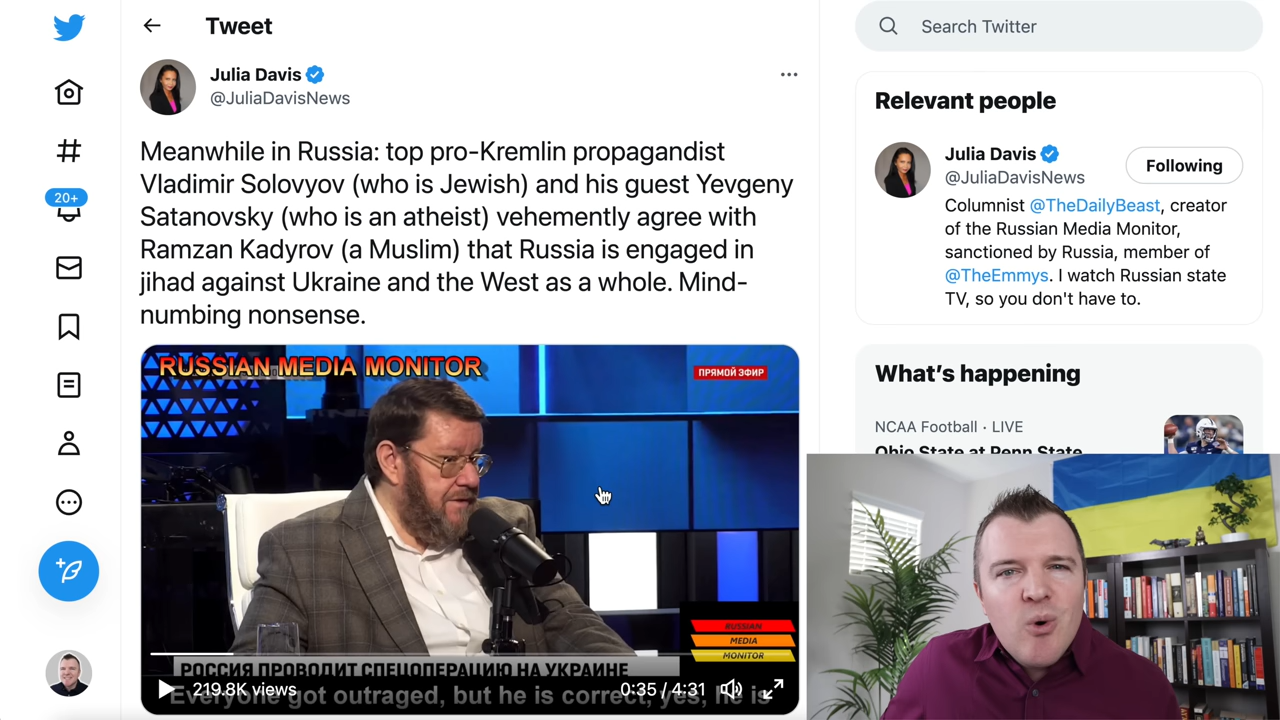 Tweet
Julia Davis
@JuliaDavisNews
Meanwhile in Russia: top pro-Kremlin propagandist
Vladimir Solovyov (who is Jewish) and his guest Yevgeny
Satanovsky (who is an atheist) vehemently agree with
Ramzan Kadyrov (a Muslim) that Russia is engaged in
jihad against Ukraine and the West as a whole. Mind-
numbing nonsense.
20+
RUSSIAN MEDIA MONITOR
ПРЯМОЙ ЭФИР
RUSSIAN
MEDIA
MONITOR
РОССИЯ ПРОВОДИТ СПЕЦОПЕРАЦИЮ НА УКРАИНЕ
219.8K views
0:35 / 4:31
Everyone got outraged, but he is correct, yes, he is
Search Twitter
Relevant people
Julia Davis
@JuliaDavisNews
Following
Columnist @TheDailyBeast, creator
of the Russian Media Monitor,
sanctioned by Russia, member of
@TheEmmys. I watch Russian state
TV, so you don't have to.
What's happening
NCAA Football · LIVE
Ohio State at Penn State